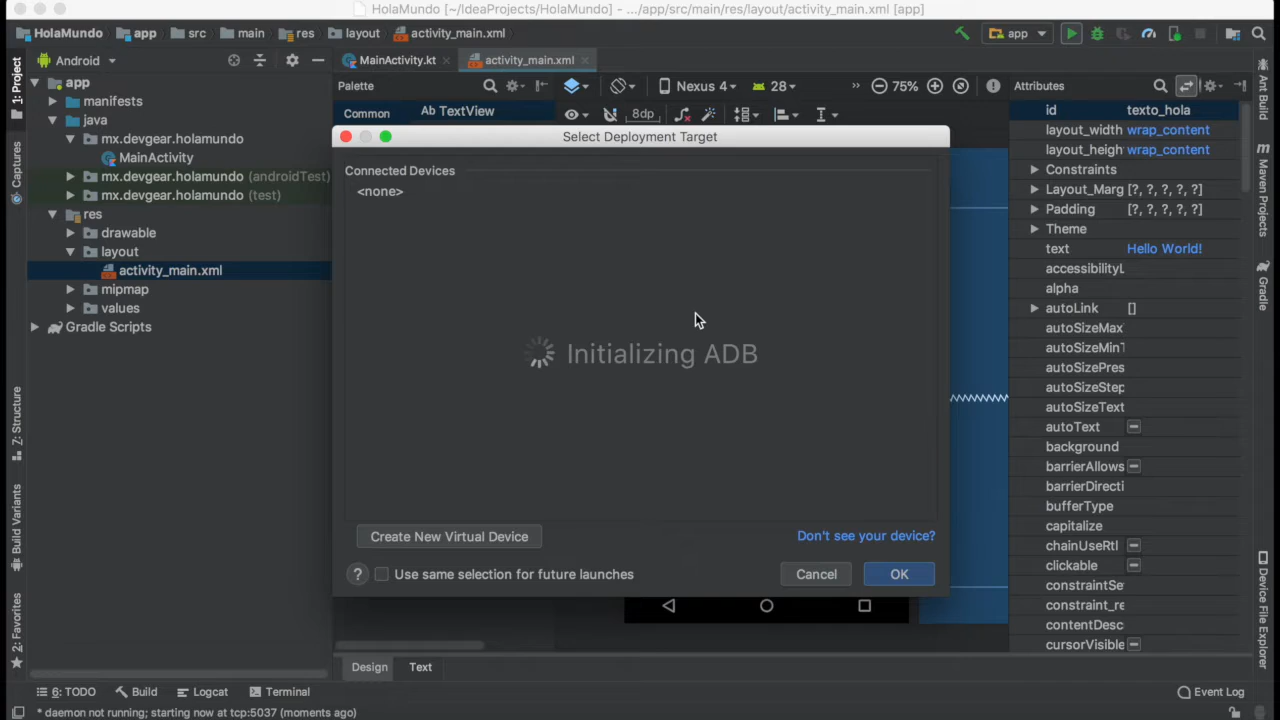 HolaMundo [~/IdeaProjects/HolaMundo] - .../app/src/main/res/layout/activity_main.xml [app]
HolaMundo app src main res layout activity_main.xml app
1: Project
Captures
7: Structure
Build Variants
2: Favorites
Android
app
manifests
java
mx.devgear.holamundo
MainActivity
mx.devgear.holamundo (androidTest)
mx.devgear.holamundo (test)
res
drawable
layout
activity_main.xml
mipmap
values
Gradle Scripts
MainActivity.kt activity_main.xml
Palette
Common Ab TextView
Nexus 4 28 » 75%
8dp
Select Deployment Target
Connected Devices
<none>
Initializing ADB
Create New Virtual Device Don't see your device?
? Use same selection for future launches Cancel OK
Design Text
Attributes
id texto_hola
layout_width wrap_content
layout_heigh wrap_content
Constraints
Layout_Marg [?, ?, ?, ?, ?]
Padding [?, ?, ?, ?, ?]
Theme
text Hello World!
accessibilityL
alpha
autoLink []
autoSizeMax
autoSizeMinT
autoSizePres
autoSizeStep
autoSizeText
autoText
background
barrierAllows
barrierDirecti
bufferType
capitalize
chainUseRtl
clickable
constraintSe
constraint_re
contentDesc
cursorVisible
Ant Build
Maven Projects
Gradle
Device File Explorer
6: TODO Build Logcat Terminal Event Log
* daemon not running; starting now at tcp:5037 (moments ago)